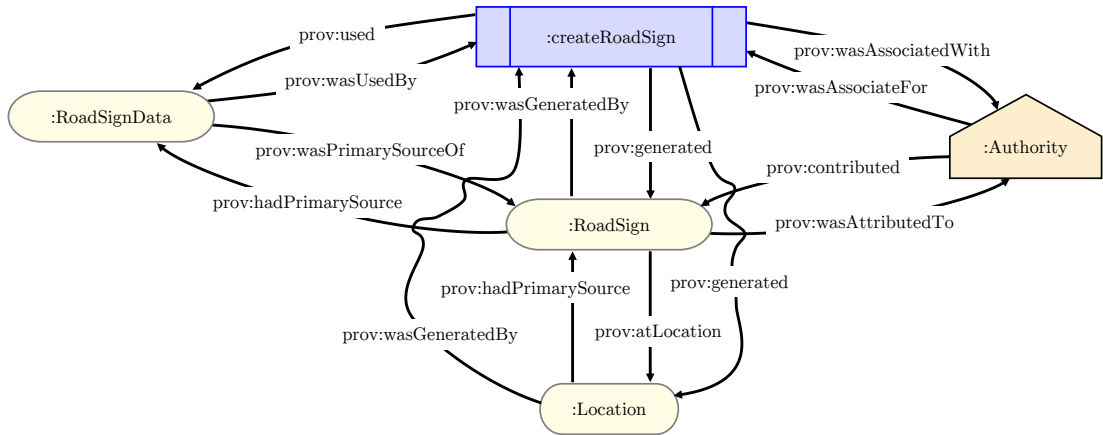 prov:used
:createRoadSign
prov:wasAssociatedWith
prov:wasUsedBy
prov:wasAssociateFor
prov:wasGeneratedBy
:RoadSignData
prov:wasPrimarySourceOf
prov:generated
:Authority
prov:contributed
prov:hadPrimarySource
:RoadSign
prov:wasAttributedTo
prov:hadPrimarySource
prov:generated
prov:wasGeneratedBy
prov:atLocation
:Location